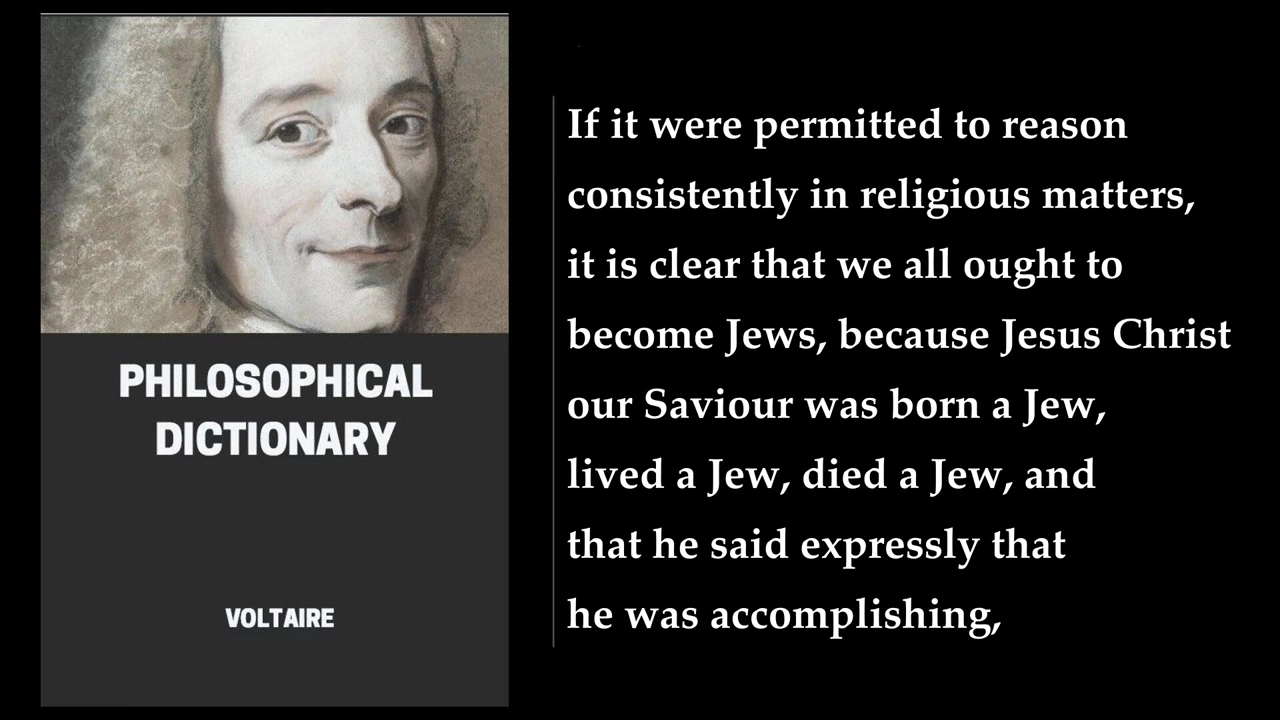 PHILOSOPHICAL
DICTIONARY
VOLTAIRE
If it were permitted to reason
consistently in religious matters,
it is clear that we all ought to
become Jews, because Jesus Christ
our Saviour was born a Jew,
lived a Jew, died a Jew, and
that he said expressly that
he was accomplishing,